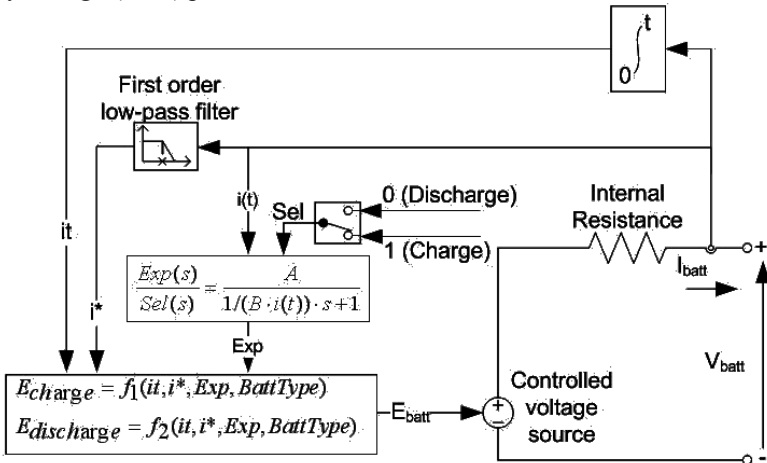 t
∫
0
First order
low-pass filter
i(t)
Sel
0 (Discharge)
1 (Charge)
Internal
Resistance
+
I_batt
it
i*
Exp(s)/Sel(s) = A/(1/(B·i(t))·s+1)
Exp
V_batt
E_charge = f_1(it,i*,Exp,BattType)
E_discharge = f_2(it,i*,Exp,BattType)
E_batt
+
−
Controlled
voltage
source
-